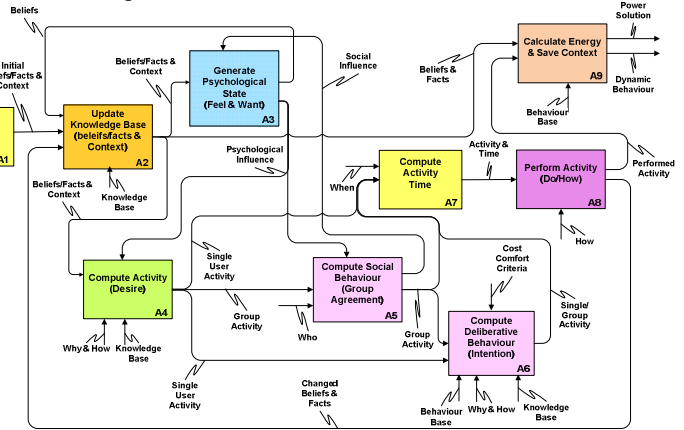 Beliefs
Power
Solution
Initial
efs/Facts &
Context
Beliefs/Facts &
Context
Generate
Psychological
State
(Feel & Want)
A3
Social
Influence
Beliefs &
Facts
Calculate Energy
& Save Context
A9
Dynamic
Behaviour
Behaviour
Base
A1
Update
Knowledge Base
(beleifs/facts &
Context)
A2
Psychological
Influence
When
Compute
Activity
Time
A7
Activity &
Time
Perform Activity
(Do/How)
A8
Performed
Activity
Beliefs/Facts &
Context
Knowledge
Base
How
Compute Activity
(Desire)
A4
Single
User
Activity
Group
Activity
Compute Social
Behaviour
(Group
Agreement)
A5
Who
Cost
Comfort
Criteria
Group
Activity
Compute
Deliberative
Behaviour
(Intention)
A6
Single/
Group
Activity
Why & How
Knowledge
Base
Single
User
Activity
Changed
Beliefs &
Facts
Behaviour
Base
Why & How
Knowledge
Base